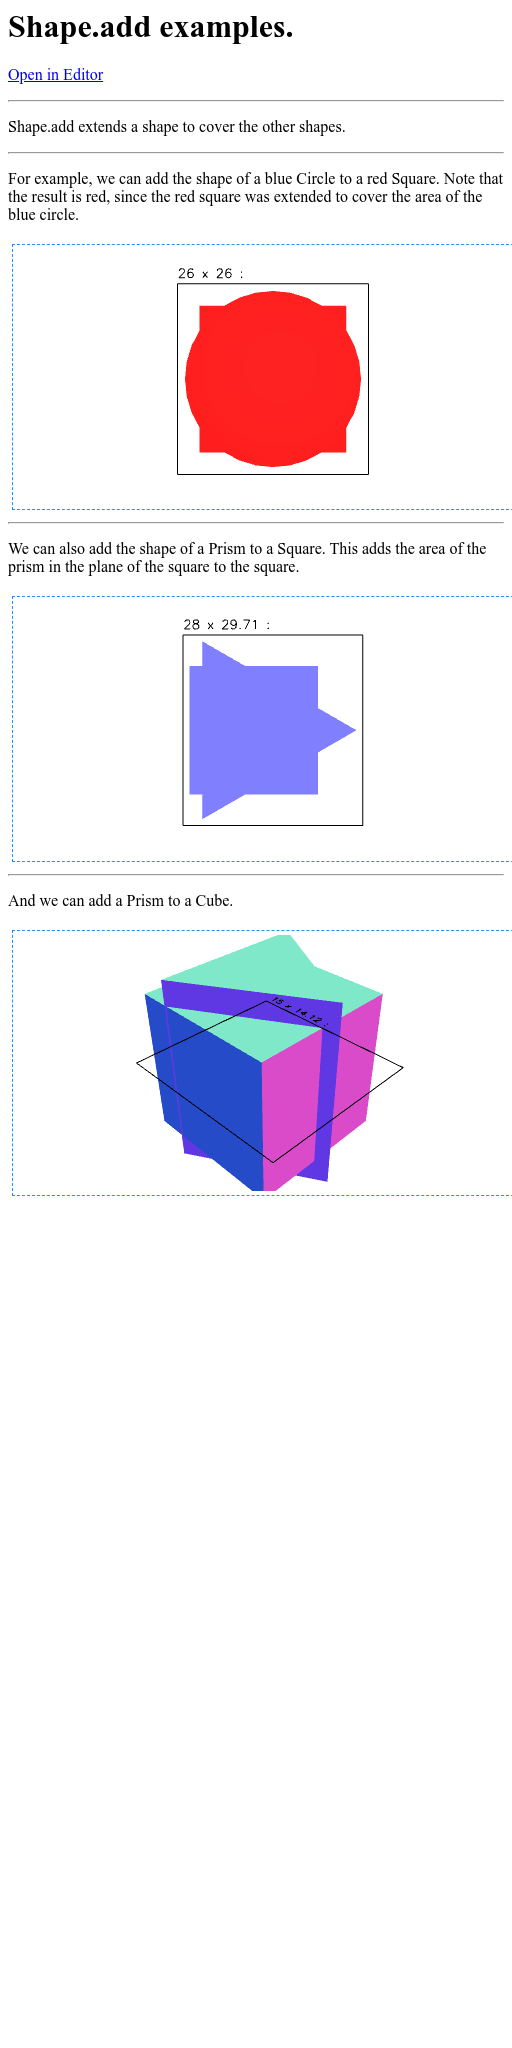 Shape.add examples.
Open in Editor
Shape.add extends a shape to cover the other shapes.
For example, we can add the shape of a blue Circle to a red Square. Note that
the result is red, since the red square was extended to cover the area of the
blue circle.
26 x 26 :
We can also add the shape of a Prism to a Square. This adds the area of the
prism in the plane of the square to the square.
28 x 29.71 :
And we can add a Prism to a Cube.
15 x 14.12 :